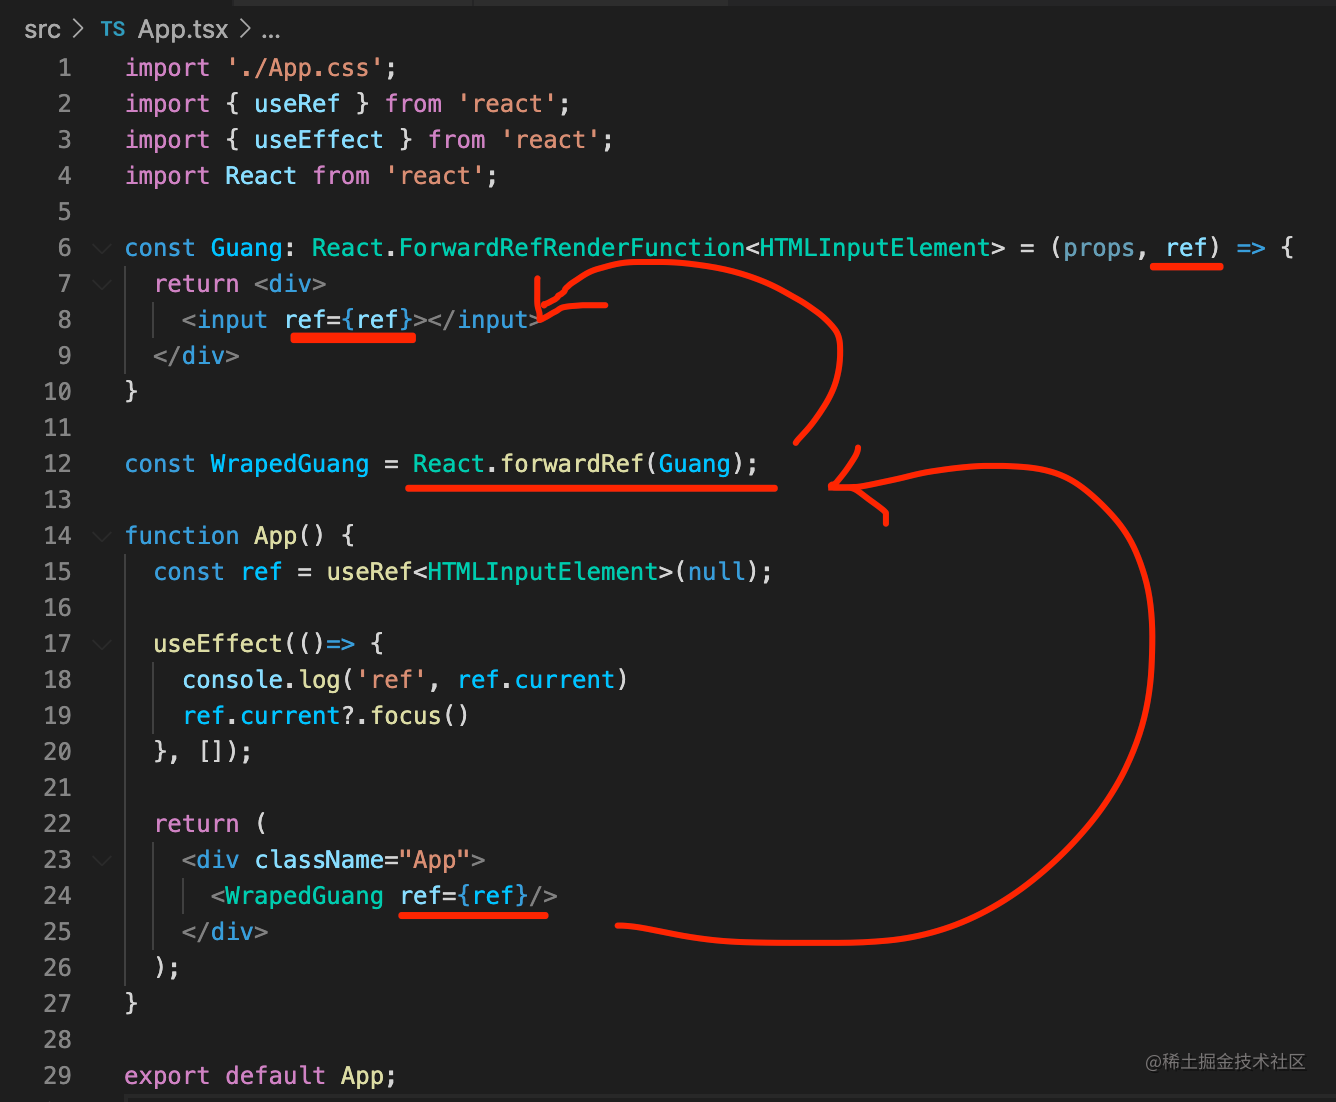 src > TS App.tsx > ...
1 import './App.css';
2 import { useRef } from 'react';
3 import { useEffect } from 'react';
4 import React from 'react';
5
6 const Guang: React.ForwardRefRenderFunction<HTMLInputElement> = (props, ref) => {
7   return <div>
8     <input ref={ref}></input>
9   </div>
10 }
11
12 const WrapedGuang = React.forwardRef(Guang);
13
14 function App() {
15   const ref = useRef<HTMLInputElement>(null);
16
17   useEffect(()=> {
18     console.log('ref', ref.current)
19     ref.current?.focus()
20   }, []);
21
22   return (
23     <div className="App">
24       <WrapedGuang ref={ref}/>
25     </div>
26   );
27 }
28
29 export default App;
@稀土掘金技术社区